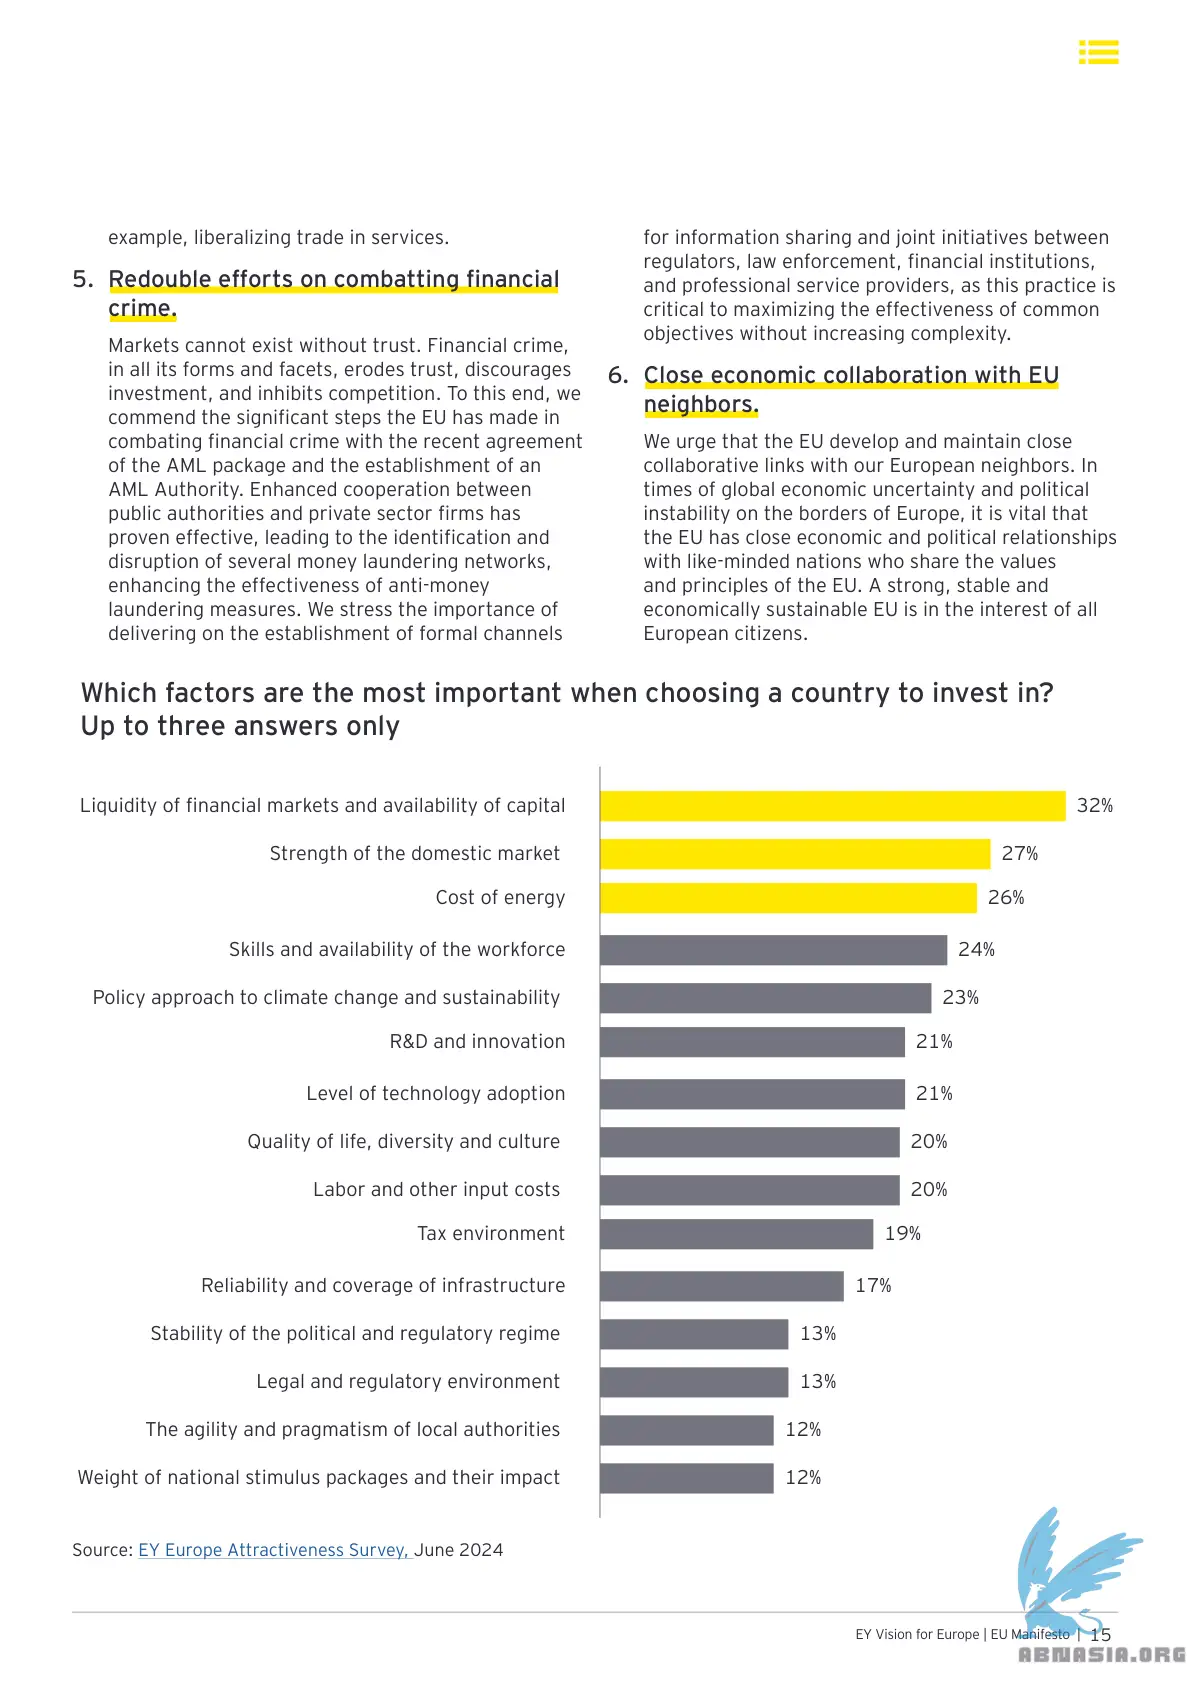 example, liberalizing trade in services.
5. Redouble efforts on combatting financial
crime.
Markets cannot exist without trust. Financial crime,
in all its forms and facets, erodes trust, discourages
investment, and inhibits competition. To this end, we
commend the significant steps the EU has made in
combating financial crime with the recent agreement
of the AML package and the establishment of an
AML Authority. Enhanced cooperation between
public authorities and private sector firms has
proven effective, leading to the identification and
disruption of several money laundering networks,
enhancing the effectiveness of anti-money
laundering measures. We stress the importance of
delivering on the establishment of formal channels
for information sharing and joint initiatives between
regulators, law enforcement, financial institutions,
and professional service providers, as this practice is
critical to maximizing the effectiveness of common
objectives without increasing complexity.
6. Close economic collaboration with EU
neighbors.
We urge that the EU develop and maintain close
collaborative links with our European neighbors. In
times of global economic uncertainty and political
instability on the borders of Europe, it is vital that
the EU has close economic and political relationships
with like-minded nations who share the values
and principles of the EU. A strong, stable and
economically sustainable EU is in the interest of all
European citizens.
Which factors are the most important when choosing a country to invest in?
Up to three answers only
Liquidity of financial markets and availability of capital 32%
Strength of the domestic market 27%
Cost of energy 26%
Skills and availability of the workforce 24%
Policy approach to climate change and sustainability 23%
R&D and innovation 21%
Level of technology adoption 21%
Quality of life, diversity and culture 20%
Labor and other input costs 20%
Tax environment 19%
Reliability and coverage of infrastructure 17%
Stability of the political and regulatory regime 13%
Legal and regulatory environment 13%
The agility and pragmatism of local authorities 12%
Weight of national stimulus packages and their impact 12%
Source: EY Europe Attractiveness Survey, June 2024
EY Vision for Europe | EU Manifesto | 15
ABNASIA.ORG